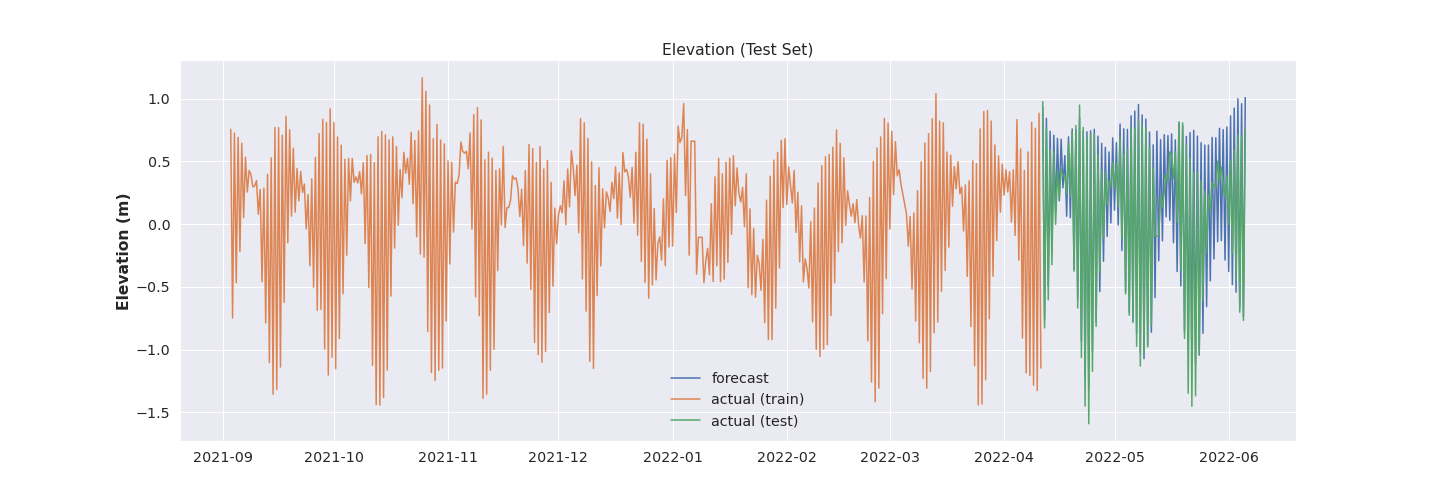 Elevation (Test Set)
Elevation (m)
1.0
0.5
0.0
−0.5
−1.0
−1.5
forecast
actual (train)
actual (test)
2021-09 2021-10 2021-11 2021-12 2022-01 2022-02 2022-03 2022-04 2022-05 2022-06